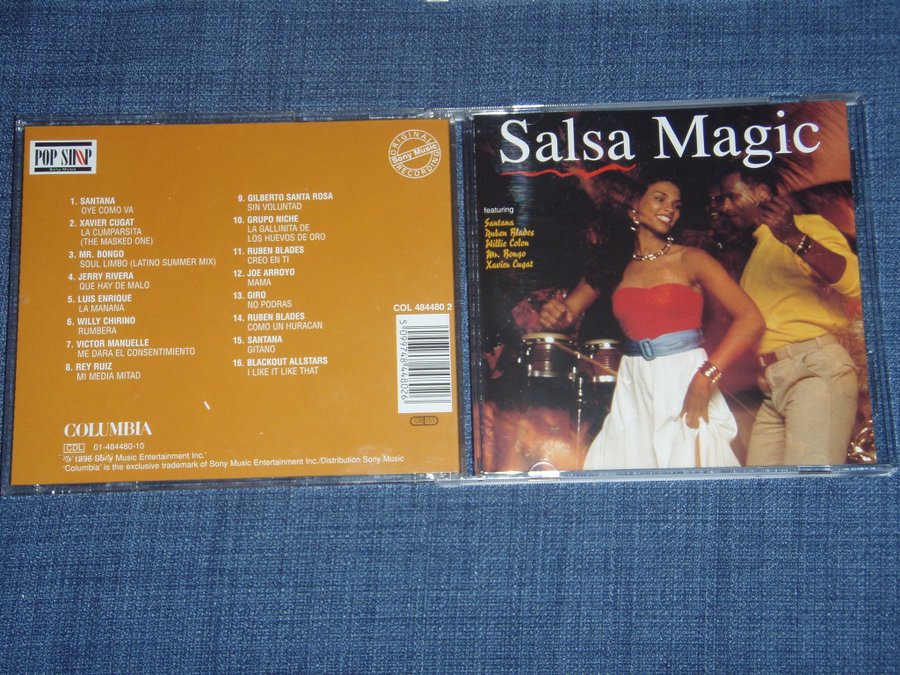 POP SHOP
Sony Music
ORIGINAL
Sony Music
RECORDING
1. SANTANA
OYE COMO VA
2. XAVIER CUGAT
LA CUMPARSITA
(THE MASKED ONE)
3. MR. BONGO
SOUL LIMBO (LATINO SUMMER MIX)
4. JERRY RIVERA
QUE HAY DE MALO
5. LUIS ENRIQUE
LA MANANA
6. WILLY CHIRINO
RUMBERA
7. VICTOR MANUELLE
ME DARA EL CONSENTIMIENTO
8. REY RUIZ
MI MEDIA MITAD
9. GILBERTO SANTA ROSA
SIN VOLUNTAD
10. GRUPO NICHE
LA GALLINITA DE
LOS HUEVOS DE ORO
11. RUBEN BLADES
CREO EN TI
12. JOE ARROYO
MAMA
13. GIRO
NO PODRAS
14. RUBEN BLADES
COMO UN HURACAN
15. SANTANA
GITANO
16. BLACKOUT ALLSTARS
I LIKE IT LIKE THAT
COL 484480 2
5 099748 448026
COLUMBIA
CDL 01-484480-10
1996 Sony Music Entertainment Inc.'
'Columbia' is the exclusive trademark of Sony Music Entertainment Inc./Distribution Sony Music
Salsa Magic
featuring
Santana
Ruben Blades
Willie Colon
Mr. Bongo
Xavier Cugat